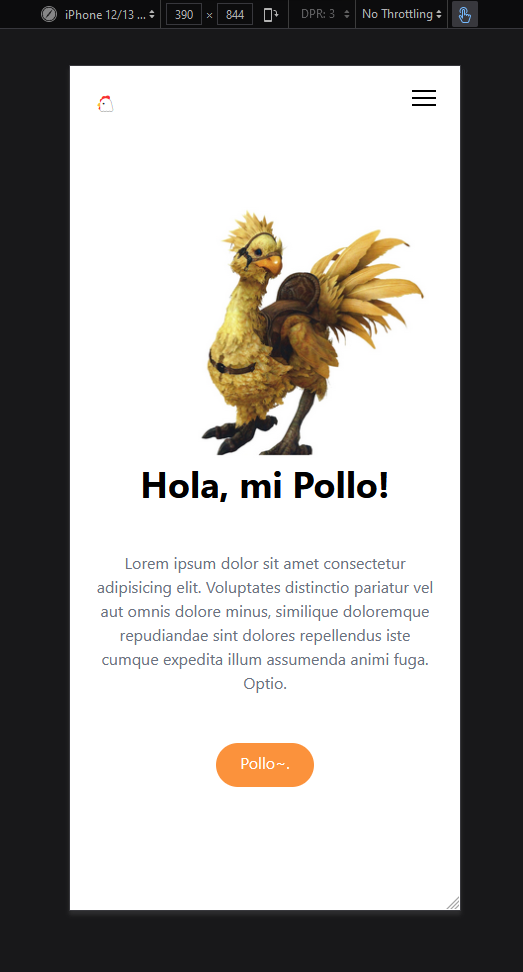 iPhone 12/13 ... 390 × 844 DPR: 3 No Throttling
Hola, mi Pollo!
Lorem ipsum dolor sit amet consectetur
adipisicing elit. Voluptates distinctio pariatur vel
aut omnis dolore minus, similique doloremque
repudiandae sint dolores repellendus iste
cumque expedita illum assumenda animi fuga.
Optio.
Pollo~.